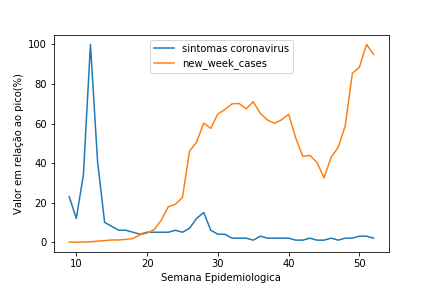 sintomas coronavirus
new_week_cases
Valor em relação ao pico(%)
100
80
60
40
20
0
10
20
30
40
50
Semana Epidemiologica